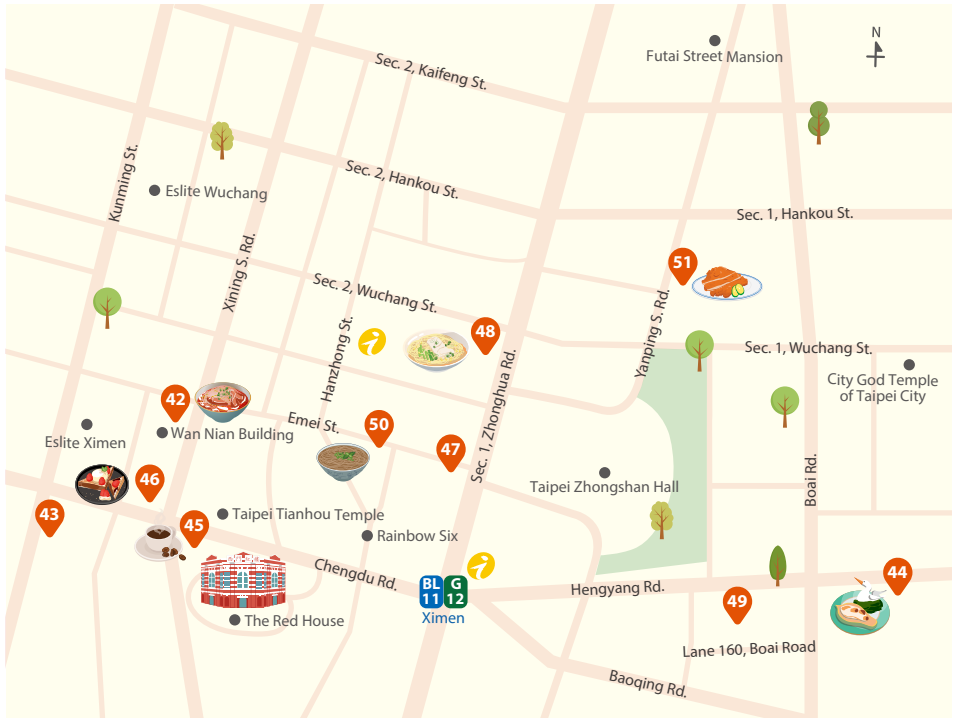 N
Futai Street Mansion
Sec. 2, Kaifeng St.
Kunming St.
Sec. 2, Hankou St.
Eslite Wuchang
Sec. 1, Hankou St.
Xining S. Rd.
51
Sec. 2, Wuchang St.
Yanping S. Rd.
Hanzhong St.
48
Sec. 1, Wuchang St.
Sec. 1, Zhonghua Rd.
City God Temple
of Taipei City
42
Emei St.
50
Wan Nian Building
Eslite Ximen
47
46
Taipei Zhongshan Hall
Boai Rd.
43
45
Taipei Tianhou Temple
Rainbow Six
Chengdu Rd.
BL
11
G
12
Ximen
Hengyang Rd.
44
49
The Red House
Lane 160, Boai Road
Baoqing Rd.